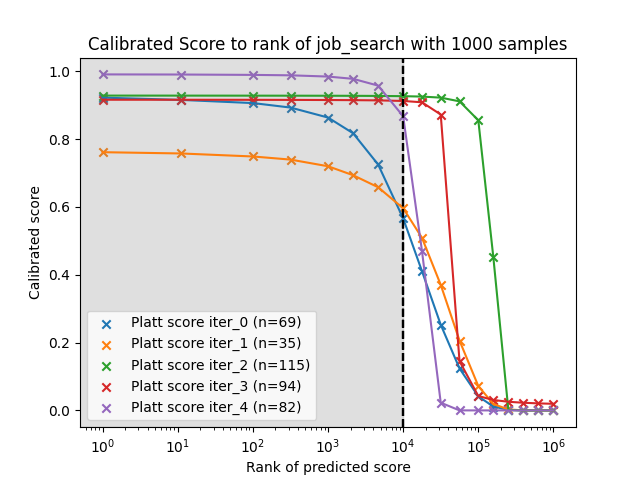 Calibrated Score to rank of job_search with 1000 samples
Calibrated score
1.0
0.8
0.6
0.4
0.2
0.0
Platt score iter_0 (n=69)
Platt score iter_1 (n=35)
Platt score iter_2 (n=115)
Platt score iter_3 (n=94)
Platt score iter_4 (n=82)
10⁰ 10¹ 10² 10³ 10⁴ 10⁵ 10⁶
Rank of predicted score